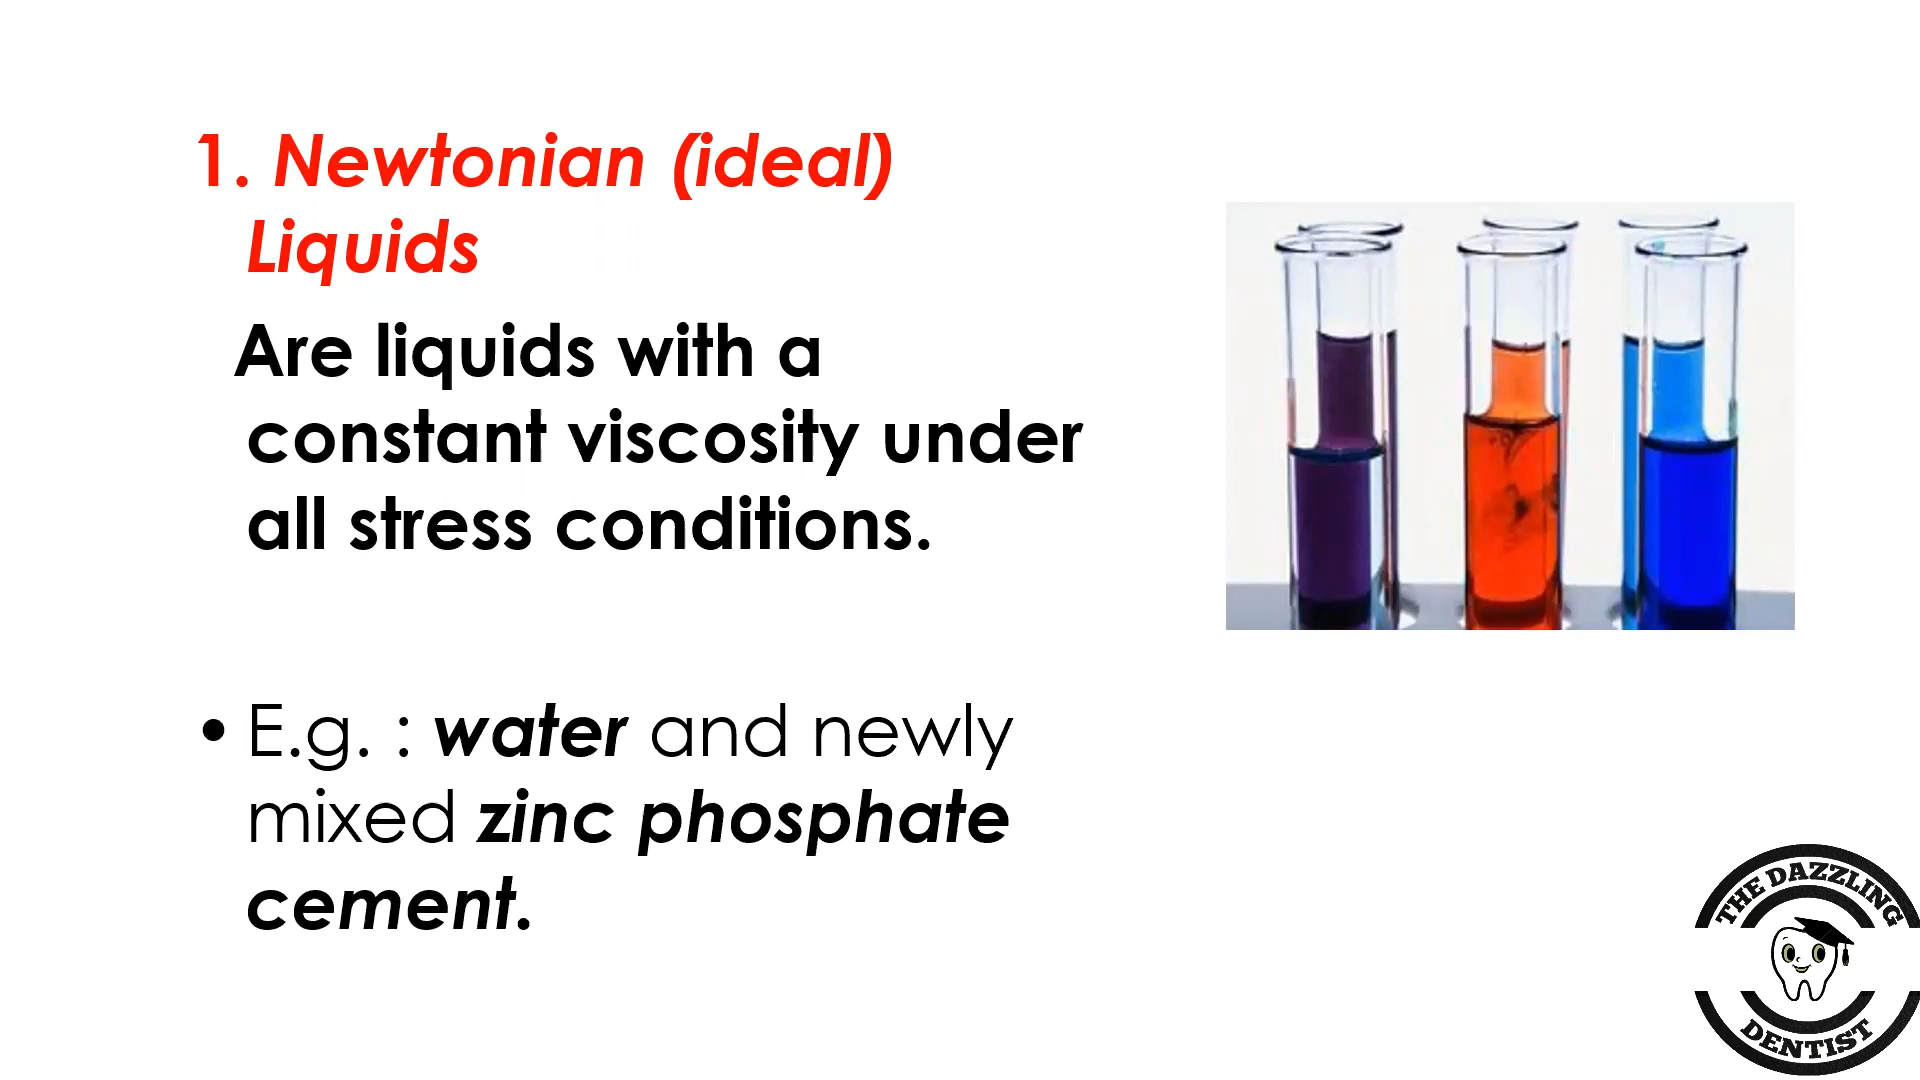 1. Newtonian (ideal)
Liquids
Are liquids with a
constant viscosity under
all stress conditions.
• E.g. : water and newly
mixed zinc phosphate
cement.
THE DAZZLING
DENTIST